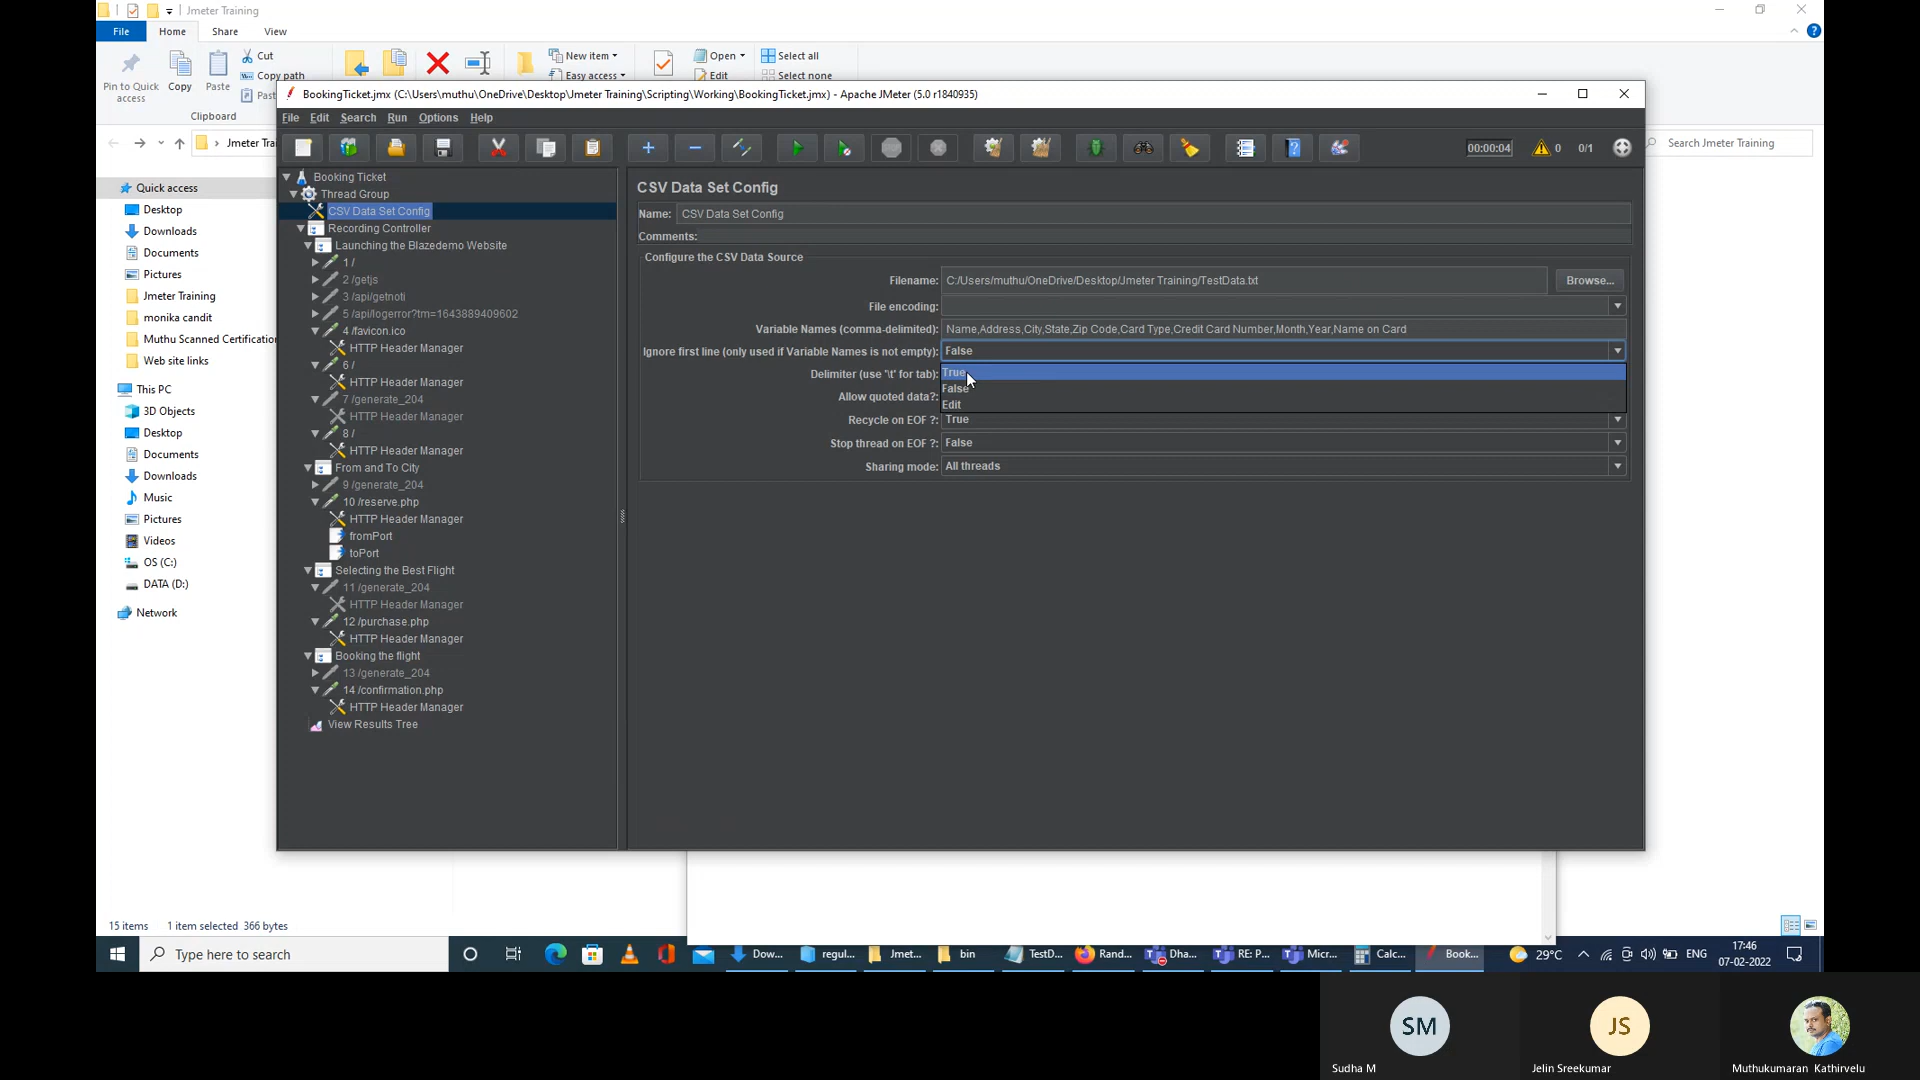 Jmeter Training
File
Home
Share
View
Pin to Quick access
Copy
Paste
Cut
Copy path
New item
Easy access
Open
Edit
Select all
Select none
Clipboard
Search Jmeter Training
BookingTicket.jmx (C:\Users\muthu\OneDrive\Desktop\Jmeter Training\Scripting\Working\BookingTicket.jmx) - Apache JMeter (5.0 r1840935)
File Edit Search Run Options Help
00:00:04
0
0/1
Quick access
Desktop
Downloads
Documents
Pictures
Jmeter Training
monika candit
Muthu Scanned Certification
Web site links
This PC
3D Objects
Desktop
Documents
Downloads
Music
Pictures
Videos
OS (C:)
DATA (D:)
Network
Booking Ticket
Thread Group
CSV Data Set Config
Recording Controller
Launching the Blazedemo Website
1 /
2 /getjs
3 /api/getnoti
5 /api/logerror?tm=1643889409602
4 /favicon.ico
HTTP Header Manager
6 /
HTTP Header Manager
7 /generate_204
HTTP Header Manager
8 /
HTTP Header Manager
From and To City
9 /generate_204
10 /reserve.php
HTTP Header Manager
fromPort
toPort
Selecting the Best Flight
11 /generate_204
HTTP Header Manager
12 /purchase.php
HTTP Header Manager
Booking the flight
13 /generate_204
14 /confirmation.php
HTTP Header Manager
View Results Tree
CSV Data Set Config
Name: CSV Data Set Config
Comments:
Configure the CSV Data Source
Filename: C:/Users/muthu/OneDrive/Desktop/Jmeter Training/TestData.txt
Browse...
File encoding:
Variable Names (comma-delimited): Name,Address,City,State,Zip Code,Card Type,Credit Card Number,Month,Year,Name on Card
Ignore first line (only used if Variable Names is not empty): False
Delimiter (use '\t' for tab):
True
False
Edit
Allow quoted data?:
Recycle on EOF ?: True
Stop thread on EOF ?: False
Sharing mode: All threads
15 items 1 item selected 366 bytes
Type here to search
Dow...
regul...
Jmet...
bin
TestD...
Rand...
Dha...
RE: P...
Micr...
Calc...
Book...
29°C
ENG
17:46
07-02-2022
SM
JS
Sudha M
Jelin Sreekumar
Muthukumaran Kathirvelu